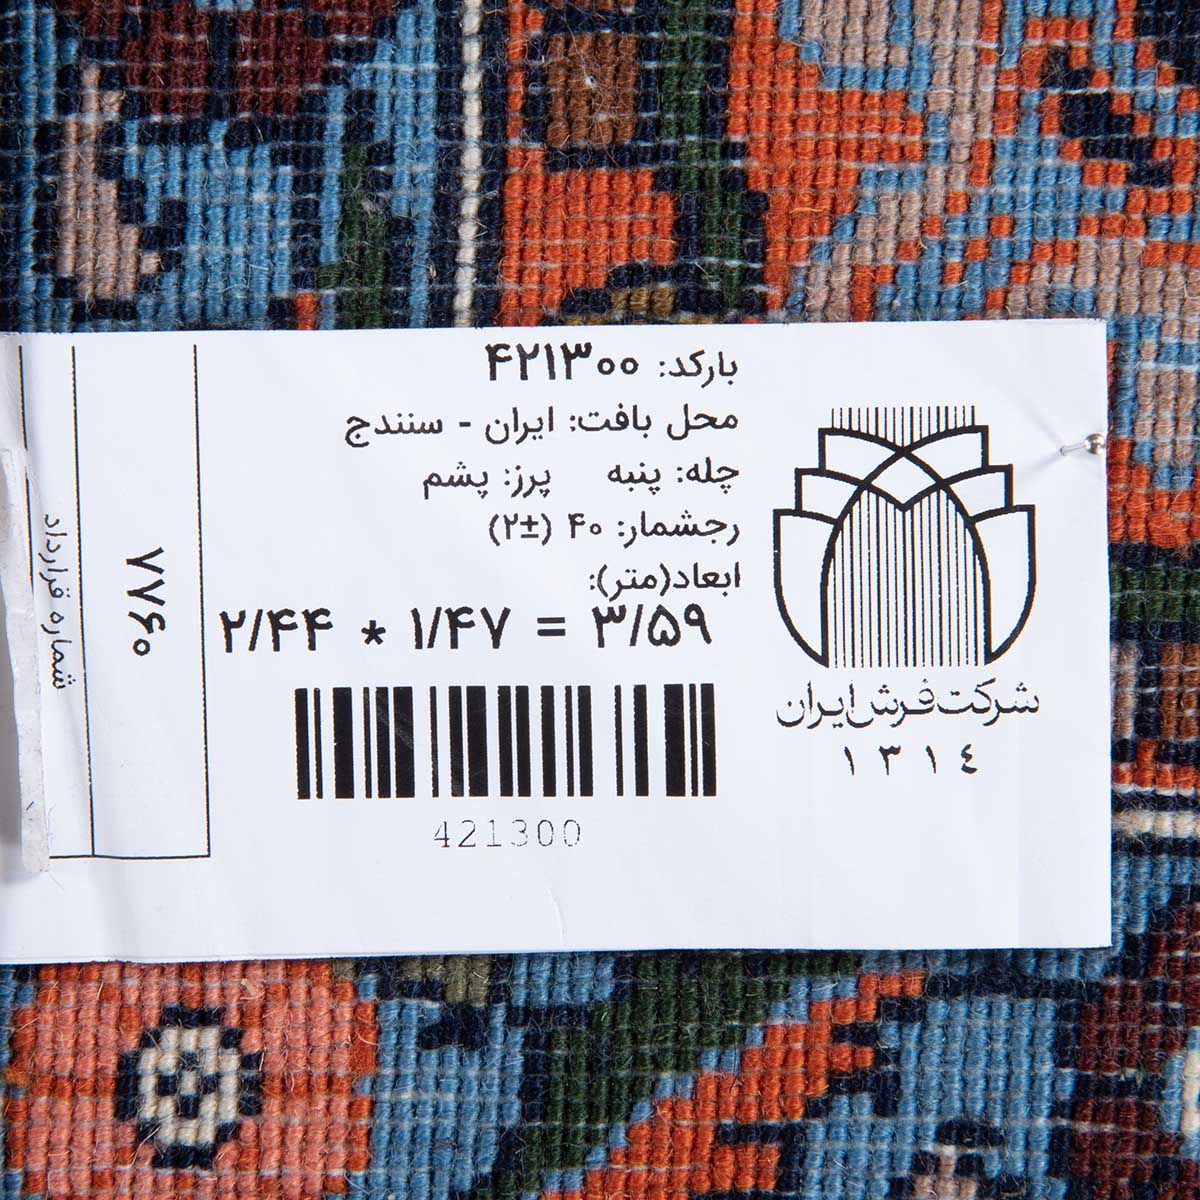 بارکد: ۴۲۱۳۰۰
محل بافت: ایران - سنندج
چله: پنبه پرز: پشم
رجشمار: ۴۰ (±۲)
ابعاد(متر):
۲/۴۴ * ۱/۴۷ = ۳/۵۹
421300
شرکت فرش ایران
١٣١٤
۷۷۶۰
شماره قرارداد